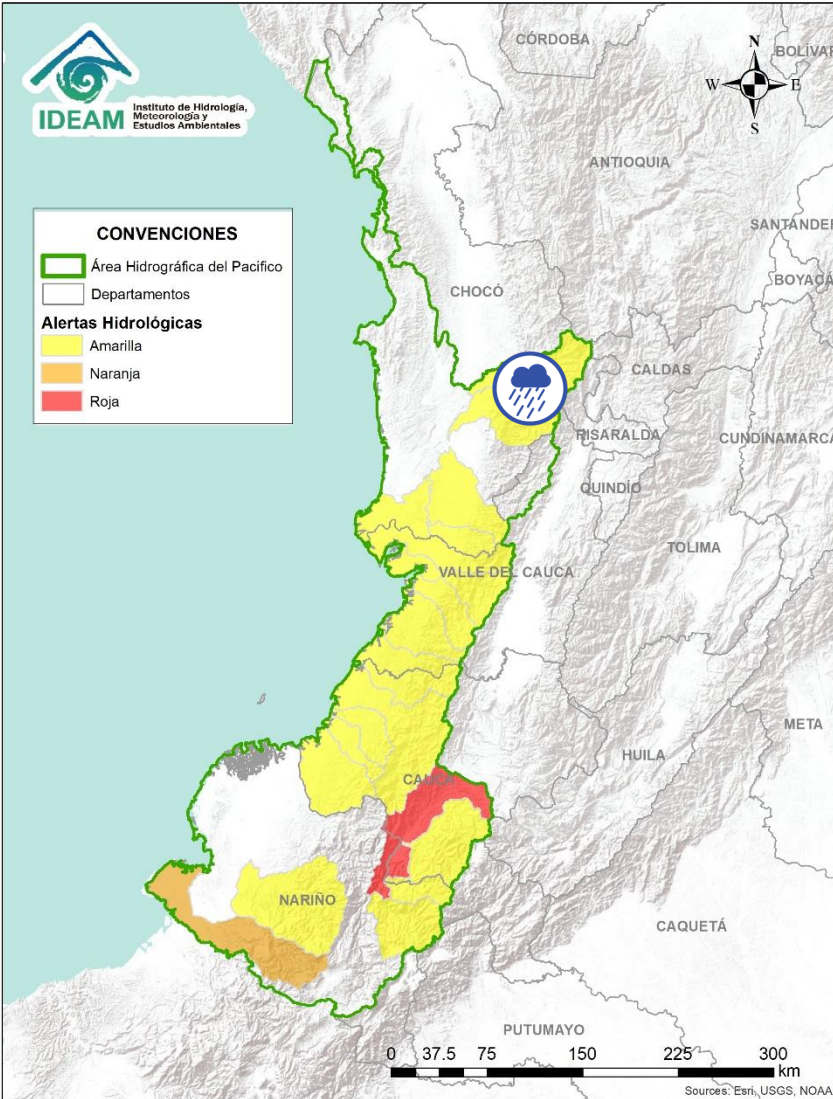 IDEAM
Instituto de Hidrología,
Meteorología y
Estudios Ambientales
N
W
E
S
CÓRDOBA
BOLÍVAR
ANTIOQUIA
SANTANDER
BOYACÁ
CONVENCIONES
Área Hidrográfica del Pacifico
Departamentos
Alertas Hidrológicas
Amarilla
Naranja
Roja
CHOCÓ
CALDAS
RISARALDA
CUNDINAMARCA
QUINDÍO
TOLIMA
VALLE DEL CAUCA
META
HUILA
CAUCA
NARIÑO
CAQUETÁ
PUTUMAYO
0 37.5 75 150 225 300
km
Sources: Esri, USGS, NOAA